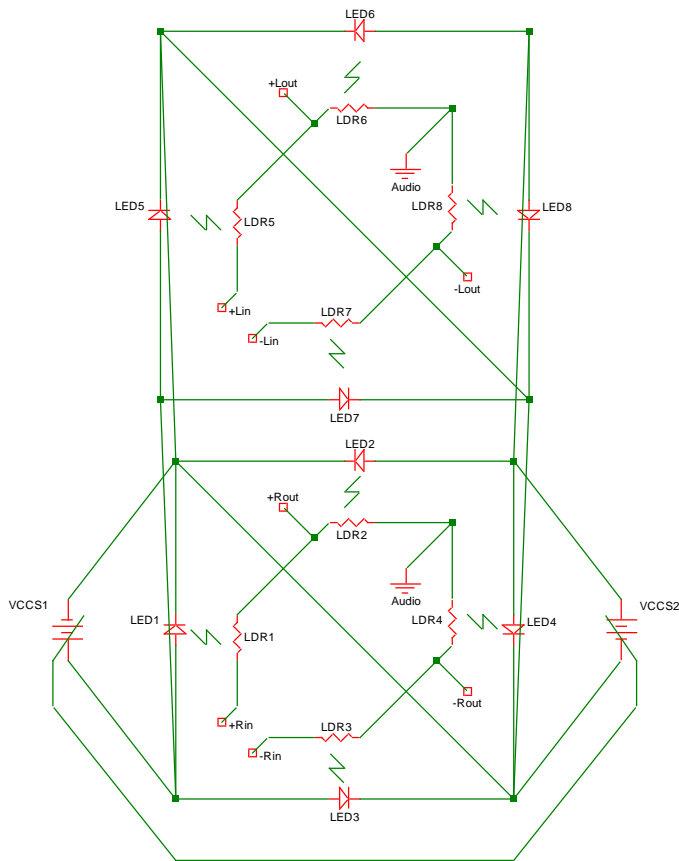 LED6
+Lout
LDR6
Audio
LED5
LDR5
LDR8
LED8
-Lout
+Lin
LDR7
-Lin
LED7
LED2
+Rout
LDR2
Audio
VCCS1
LED1
LDR1
LDR4
LED4
VCCS2
-Rout
+Rin
LDR3
-Rin
LED3